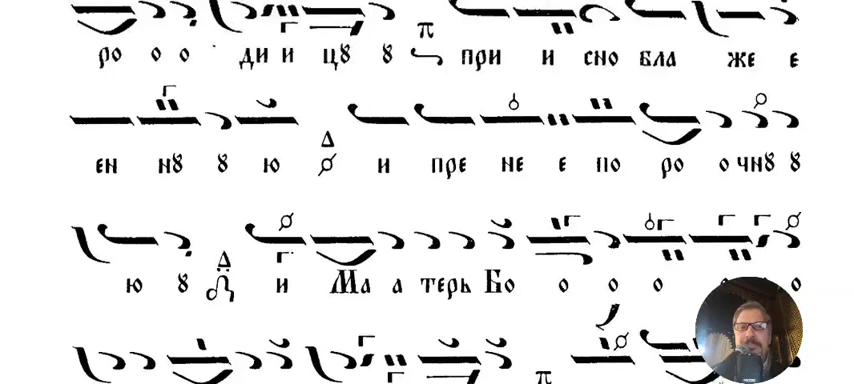 ро о о ди и цꙋ ꙋ при и сно бла же е
ен нꙋ ꙋ ю и пре не е по ро о чнꙋ ꙋ
ю ꙋ и Ма а терь Бо о о о о о